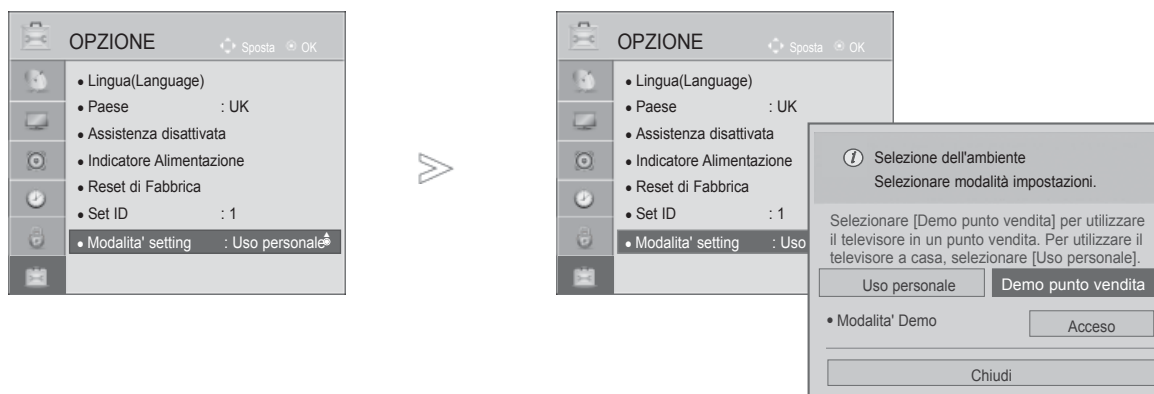 OPZIONE
Sposta OK
• Lingua(Language)
• Paese : UK
• Assistenza disattivata
• Indicatore Alimentazione
• Reset di Fabbrica
• Set ID : 1
• Modalita' setting : Uso personale
OPZIONE
Sposta OK
• Lingua(Language)
• Paese : UK
• Assistenza disattivata
• Indicatore Alimentazione
• Reset di Fabbrica
• Set ID : 1
• Modalita' setting : Uso
Selezione dell'ambiente
Selezionare modalità impostazioni.
Selezionare [Demo punto vendita] per utilizzare
il televisore in un punto vendita. Per utilizzare il
televisore a casa, selezionare [Uso personale].
Uso personale Demo punto vendita
• Modalita' Demo Acceso
Chiudi